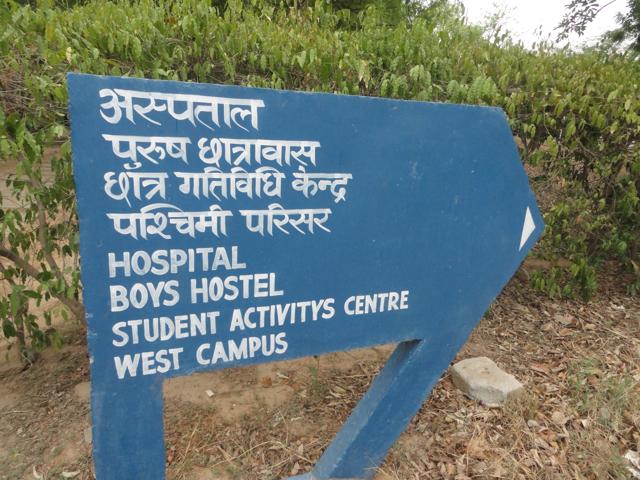 अस्पताल
पुरुष छात्रावास
छात्र गतिविधि केन्द्र
पश्चिमी परिसर
HOSPITAL
BOYS HOSTEL
STUDENT ACTIVITYS CENTRE
WEST CAMPUS